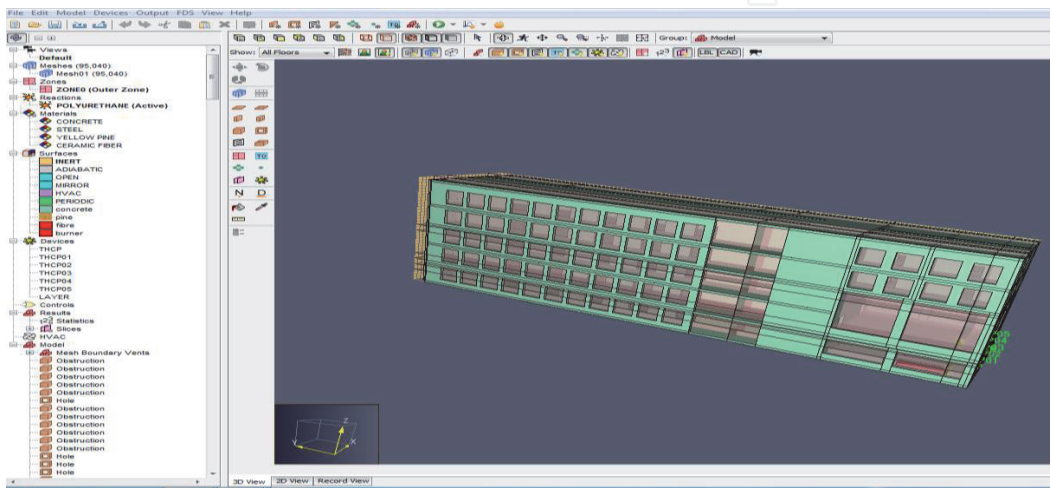 File Edit Model Devices Output FDS View Help
Group: Model
Show: All Floors
LBL CAD
Views
Default
Meshes (95,040)
Mesh01 (95,040)
Zones
ZONE0 (Outer Zone)
Reactions
POLYURETHANE (Active)
Materials
CONCRETE
STEEL
YELLOW PINE
CERAMIC FIBER
Surfaces
INERT
ADIABATIC
OPEN
MIRROR
HVAC
PERIODIC
concrete
pine
fibre
burner
Devices
THCP
THCP01
THCP02
THCP03
THCP04
THCP05
LAYER
Controls
Results
Statistics
Slices
HVAC
Model
Mesh Boundary Vents
Obstruction
Obstruction
Obstruction
Obstruction
Obstruction
Hole
Obstruction
Obstruction
Obstruction
Obstruction
Obstruction
Obstruction
Hole
Hole
Hole
N D
Z
Y X
3D View 2D View Record View